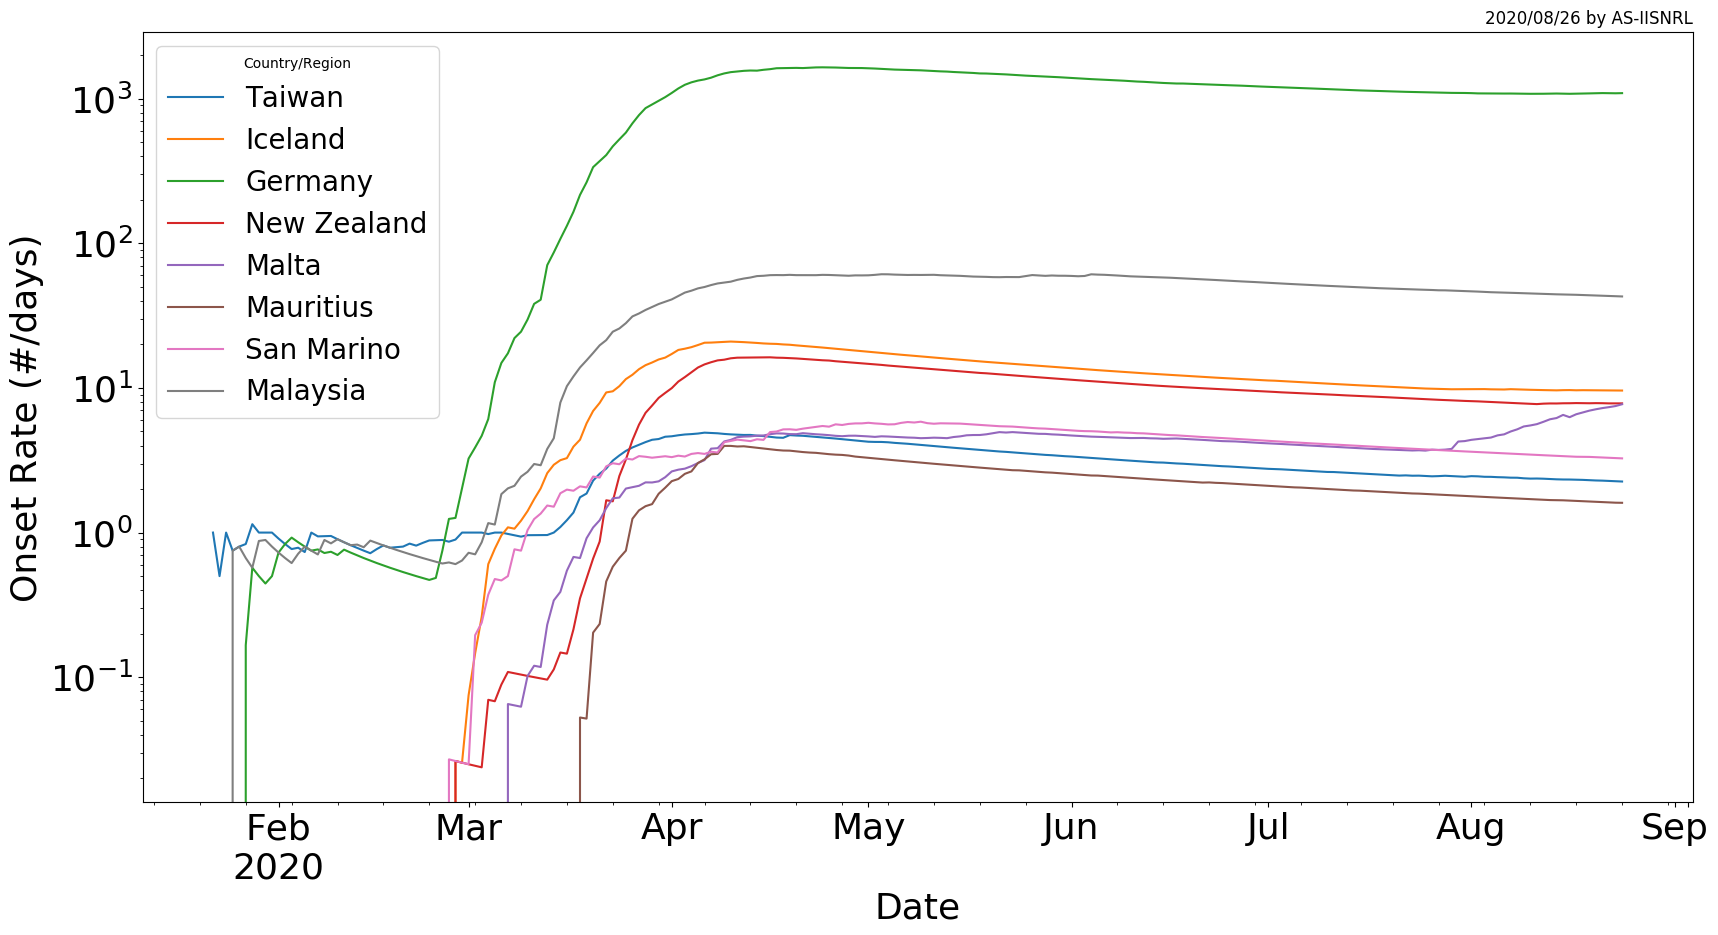 2020/08/26 by AS-IISNRL
Country/Region
Taiwan
Iceland
Germany
New Zealand
Malta
Mauritius
San Marino
Malaysia
10³
10²
10¹
10⁰
10⁻¹
Onset Rate (#/days)
Feb Mar Apr May Jun Jul Aug Sep
2020
Date